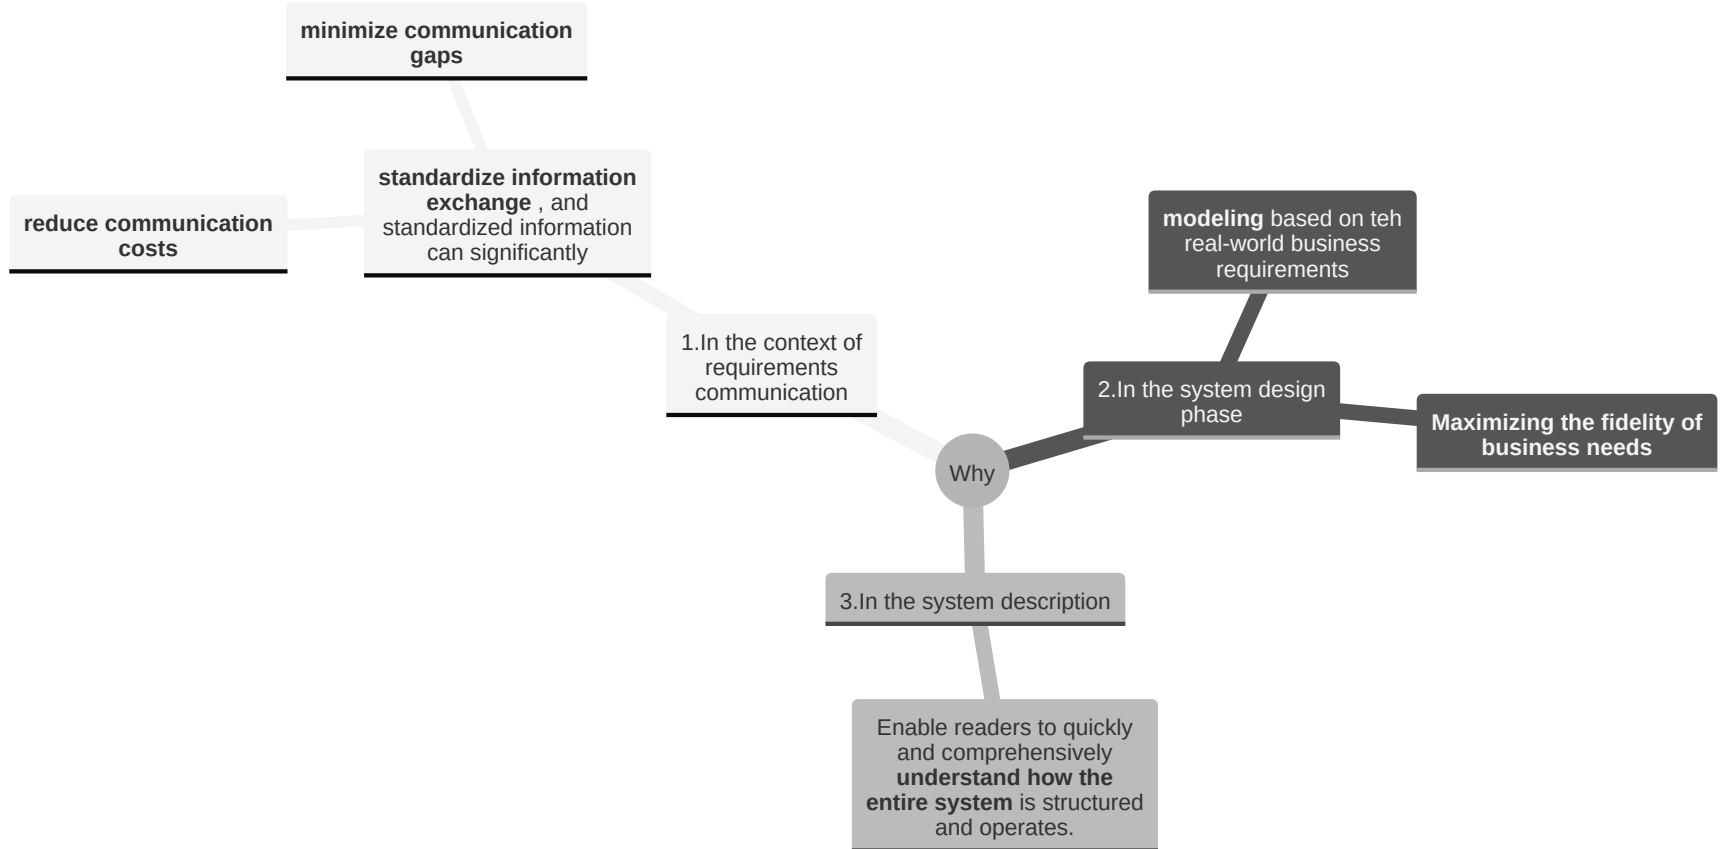 minimize communication
gaps
standardize information
exchange , and
standardized information
can significantly
reduce communication
costs
1.In the context of
requirements
communication
modeling based on teh
real-world business
requirements
2.In the system design
phase
Maximizing the fidelity of
business needs
Why
3.In the system description
Enable readers to quickly
and comprehensively
understand how the
entire system is structured
and operates.